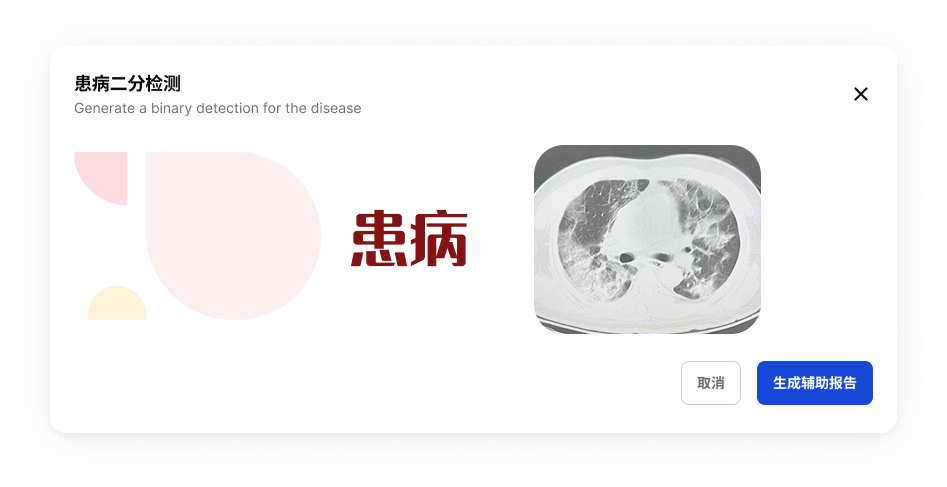 患病二分检测
Generate a binary detection for the disease
患病
取消
生成辅助报告